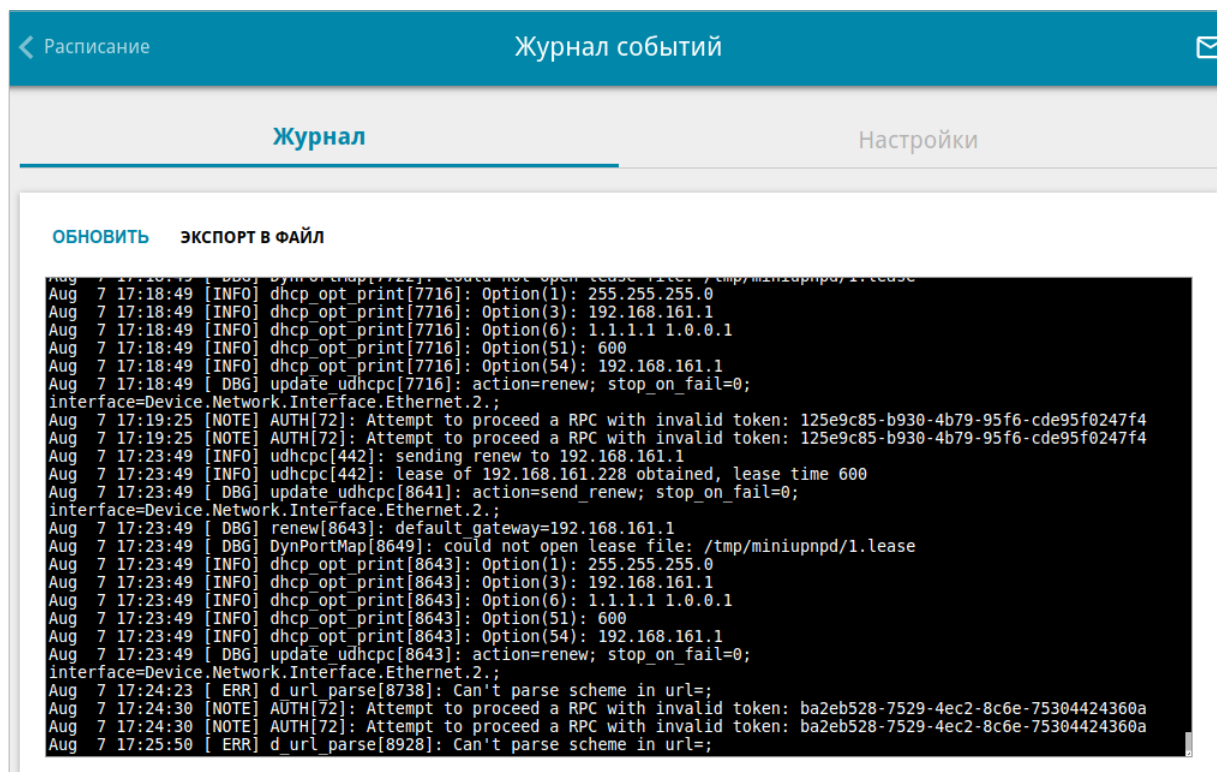 Расписание
Журнал событий
Журнал
Настройки
ОБНОВИТЬ
ЭКСПОРТ В ФАЙЛ
Aug  7 17:18:49 [ DBG] DynPortMap[7722]: could not open lease file: /tmp/miniupnpd/1.lease
Aug  7 17:18:49 [INFO] dhcp_opt_print[7716]: Option(1): 255.255.255.0
Aug  7 17:18:49 [INFO] dhcp_opt_print[7716]: Option(3): 192.168.161.1
Aug  7 17:18:49 [INFO] dhcp_opt_print[7716]: Option(6): 1.1.1.1 1.0.0.1
Aug  7 17:18:49 [INFO] dhcp_opt_print[7716]: Option(51): 600
Aug  7 17:18:49 [INFO] dhcp_opt_print[7716]: Option(54): 192.168.161.1
Aug  7 17:18:49 [ DBG] update_udhcpc[7716]: action=renew; stop_on_fail=0;
interface=Device.Network.Interface.Ethernet.2.;
Aug  7 17:19:25 [NOTE] AUTH[72]: Attempt to proceed a RPC with invalid token: 125e9c85-b930-4b79-95f6-cde95f0247f4
Aug  7 17:19:25 [NOTE] AUTH[72]: Attempt to proceed a RPC with invalid token: 125e9c85-b930-4b79-95f6-cde95f0247f4
Aug  7 17:23:49 [INFO] udhcpc[442]: sending renew to 192.168.161.1
Aug  7 17:23:49 [INFO] udhcpc[442]: lease of 192.168.161.228 obtained, lease time 600
Aug  7 17:23:49 [ DBG] update_udhcpc[8641]: action=send_renew; stop_on_fail=0;
interface=Device.Network.Interface.Ethernet.2.;
Aug  7 17:23:49 [ DBG] renew[8643]: default_gateway=192.168.161.1
Aug  7 17:23:49 [ DBG] DynPortMap[8649]: could not open lease file: /tmp/miniupnpd/1.lease
Aug  7 17:23:49 [INFO] dhcp_opt_print[8643]: Option(1): 255.255.255.0
Aug  7 17:23:49 [INFO] dhcp_opt_print[8643]: Option(3): 192.168.161.1
Aug  7 17:23:49 [INFO] dhcp_opt_print[8643]: Option(6): 1.1.1.1 1.0.0.1
Aug  7 17:23:49 [INFO] dhcp_opt_print[8643]: Option(51): 600
Aug  7 17:23:49 [INFO] dhcp_opt_print[8643]: Option(54): 192.168.161.1
Aug  7 17:23:49 [ DBG] update_udhcpc[8643]: action=renew; stop_on_fail=0;
interface=Device.Network.Interface.Ethernet.2.;
Aug  7 17:24:23 [ ERR] d_url_parse[8738]: Can't parse scheme in url=;
Aug  7 17:24:30 [NOTE] AUTH[72]: Attempt to proceed a RPC with invalid token: ba2eb528-7529-4ec2-8c6e-75304424360a
Aug  7 17:24:30 [NOTE] AUTH[72]: Attempt to proceed a RPC with invalid token: ba2eb528-7529-4ec2-8c6e-75304424360a
Aug  7 17:25:50 [ ERR] d_url_parse[8928]: Can't parse scheme in url=;